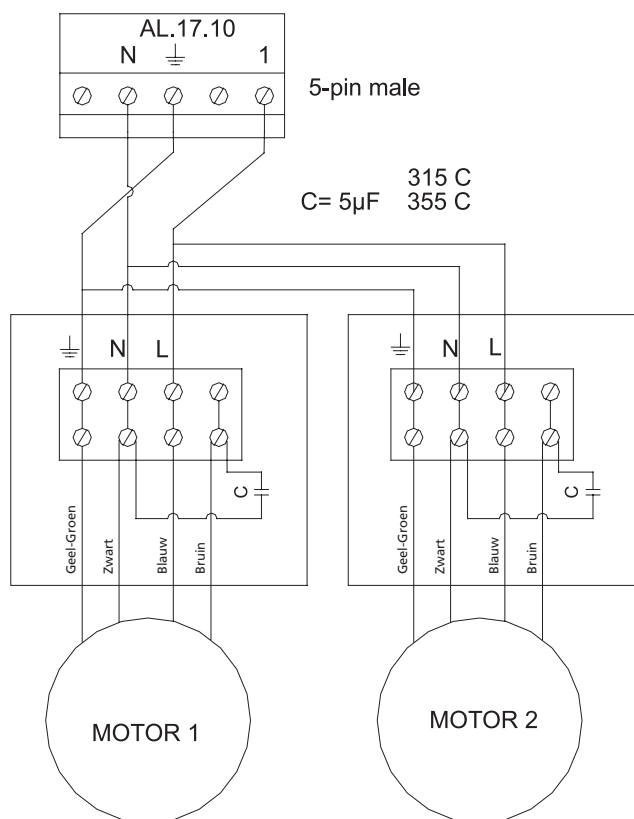 AL.17.10
N 1
5-pin male
315 C
C= 5µF 355 C
N L
N L
C
C
Geel-Groen
Zwart
Blauw
Bruin
Geel-Groen
Zwart
Blauw
Bruin
MOTOR 1
MOTOR 2